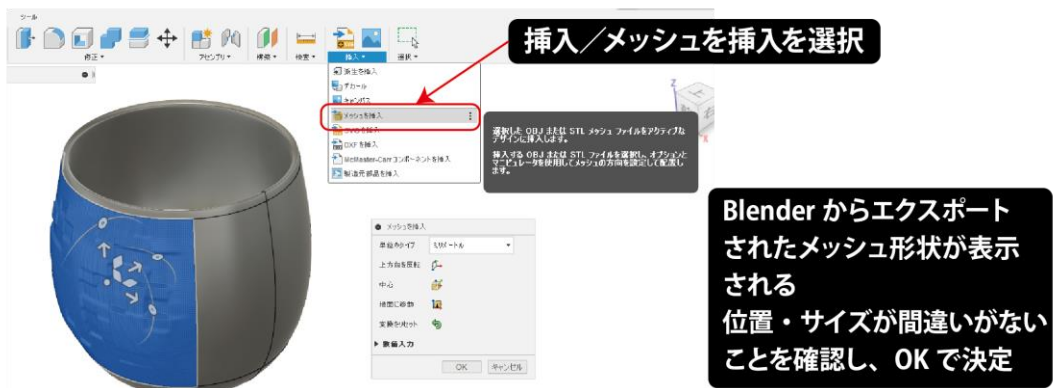 ツール
修正▼
アセンブリ▼
構築▼
検査▼
挿入▼
選択▼
挿入／メッシュを挿入を選択
派生を挿入
デカール
キャンバス
メッシュを挿入
SVG を挿入
DXF を挿入
McMaster-Carr コンポーネントを挿入
製造元部品を挿入
選択した OBJ または STL メッシュ ファイルをアクティブな
デザインに挿入します。
挿入する OBJ または STL ファイルを選択し、オプションと
マニピュレータを使用してメッシュの方向を設定して配置し
ます。
Z
上
右
X
メッシュを挿入
単位のタイプ ミリメートル
上方向を反転
中心
地面に移動
変換をリセット
数値入力
OK キャンセル
Blender からエクスポート
されたメッシュ形状が表示
される
位置・サイズが間違いがない
ことを確認し、OK で決定